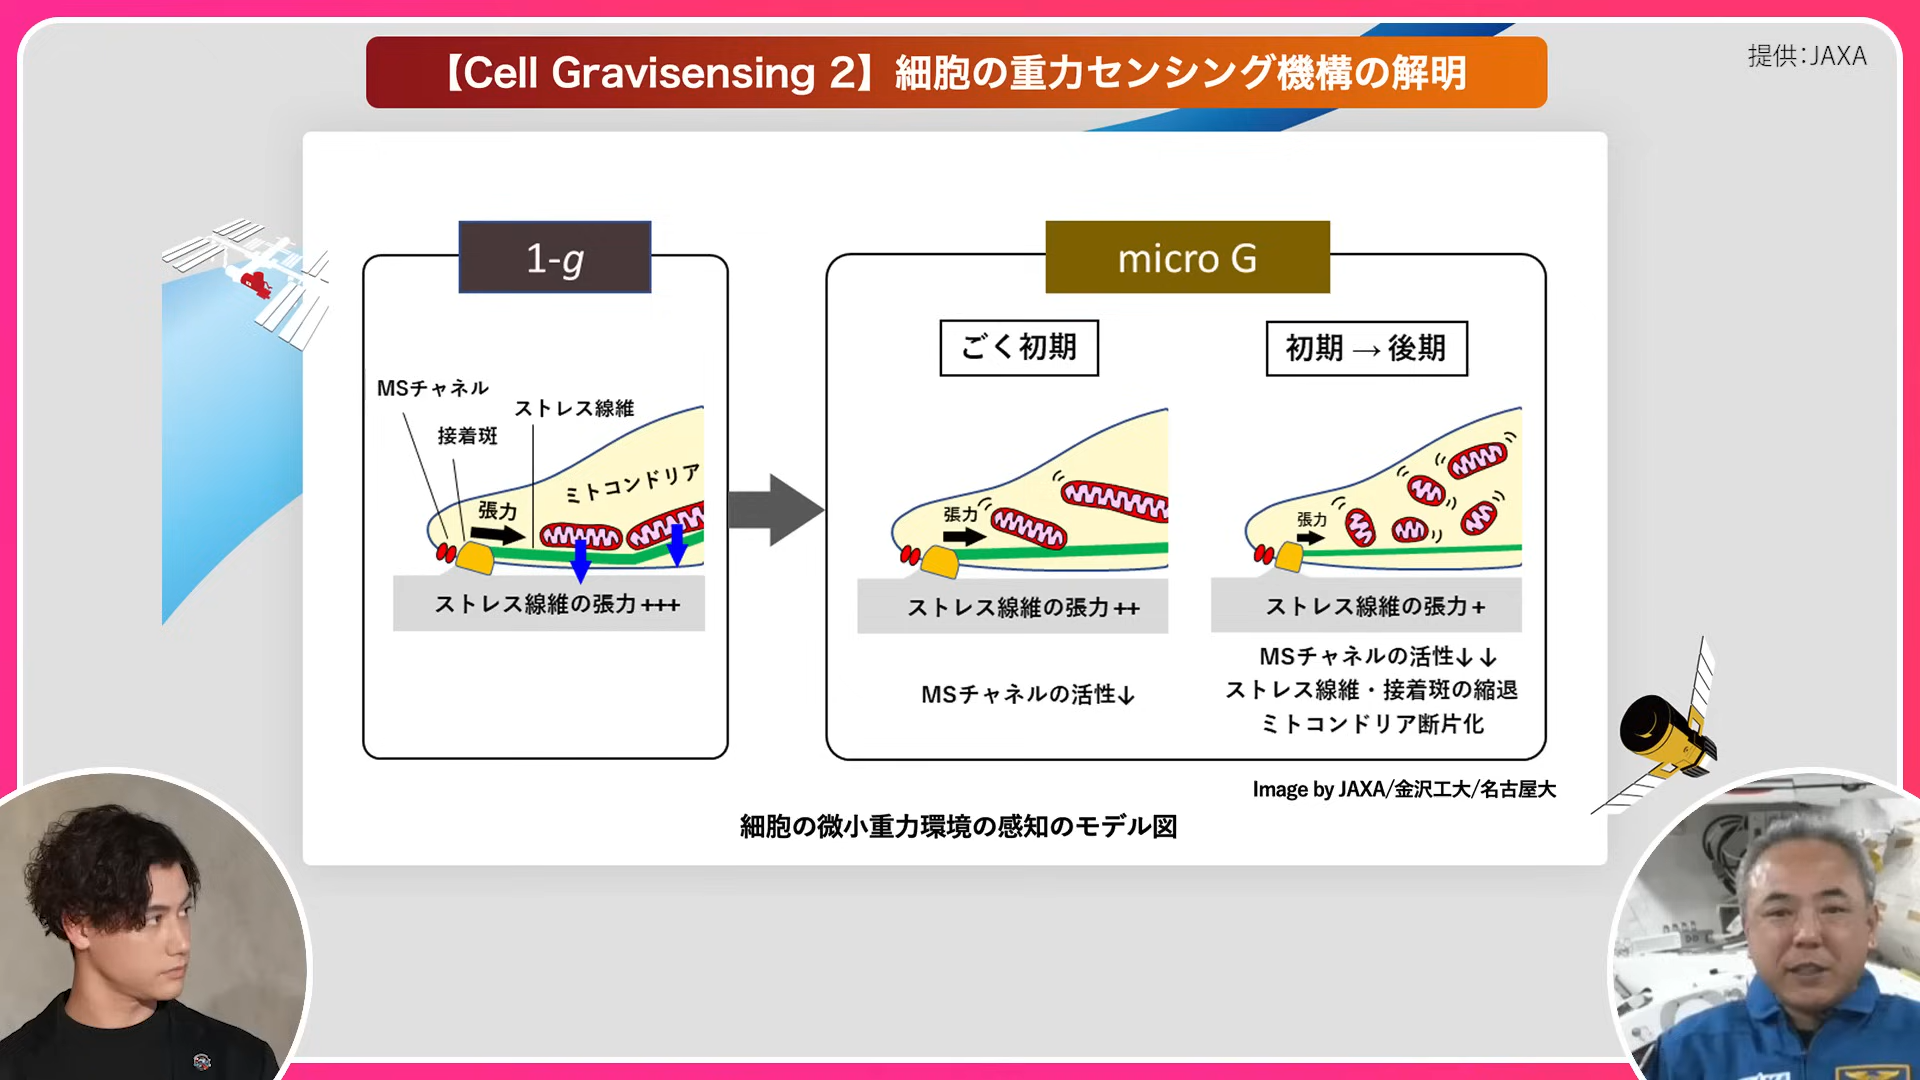 【Cell Gravisensing 2】細胞の重力センシング機構の解明
提供:JAXA
1-g
micro G
ごく初期
初期→後期
MSチャネル
ストレス線維
接着斑
ミトコンドリア
張力
張力
張力
ストレス線維の張力+++
ストレス線維の張力++
ストレス線維の張力+
MSチャネルの活性↓
MSチャネルの活性↓↓
ストレス線維・接着斑の縮退
ミトコンドリア断片化
Image by JAXA/金沢工大/名古屋大
細胞の微小重力環境の感知のモデル図